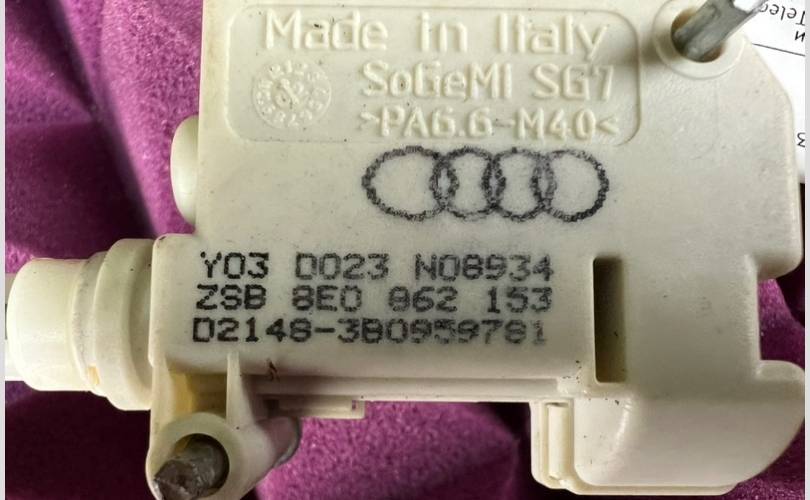 Made in Italy
SoGeMi SG7
>PA6.6-M40<
Y03 D023 N08934
ZSB 8E0 862 153
D2148-3B0959781